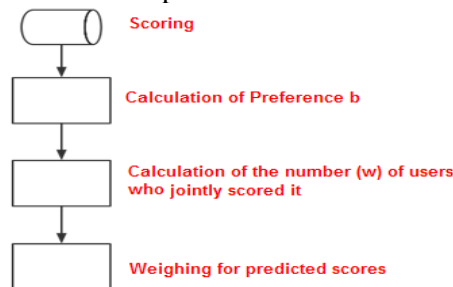 Scoring
Calculation of Preference b
Calculation of the number (w) of users
who jointly scored it
Weighing for predicted scores